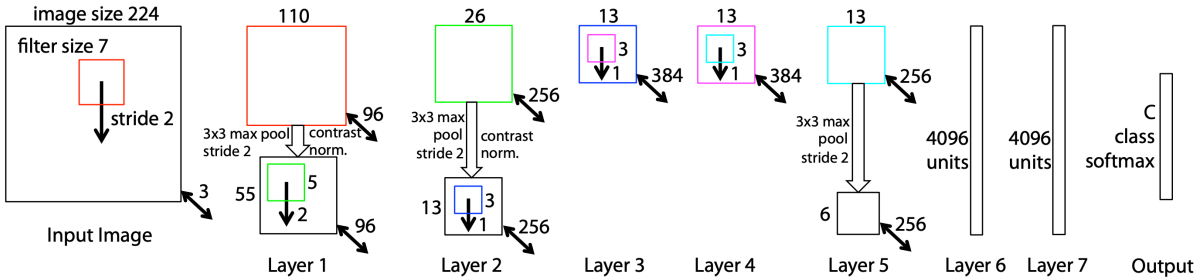 image size 224
filter size 7
stride 2
3
Input Image
110
96
3x3 max pool
stride 2
contrast
norm.
55
5
2
96
Layer 1
26
256
3x3 max
pool
stride 2
contrast
norm.
13
3
1
256
Layer 2
13
3
1
384
Layer 3
13
3
1
384
Layer 4
13
256
3x3 max
pool
stride 2
6
256
Layer 5
4096
units
Layer 6
4096
units
Layer 7
C
class
softmax
Output